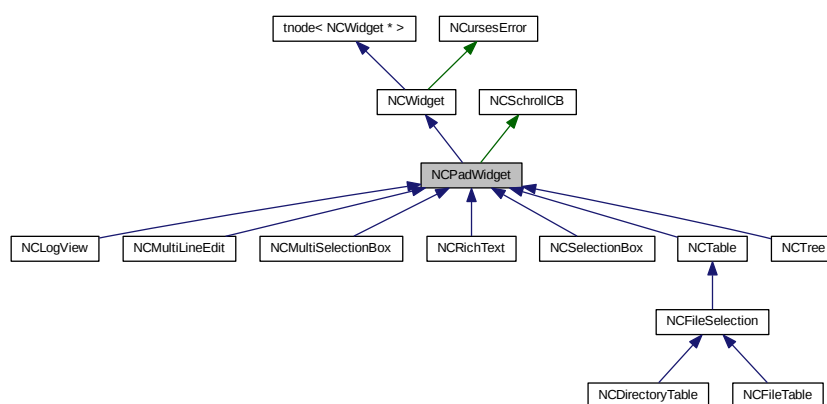 tnode< NCWidget * >
NCursesError
NCWidget
NCSchrollCB
NCPadWidget
NCLogView
NCMultiLineEdit
NCMultiSelectionBox
NCRichText
NCSelectionBox
NCTable
NCTree
NCFileSelection
NCDirectoryTable
NCFileTable